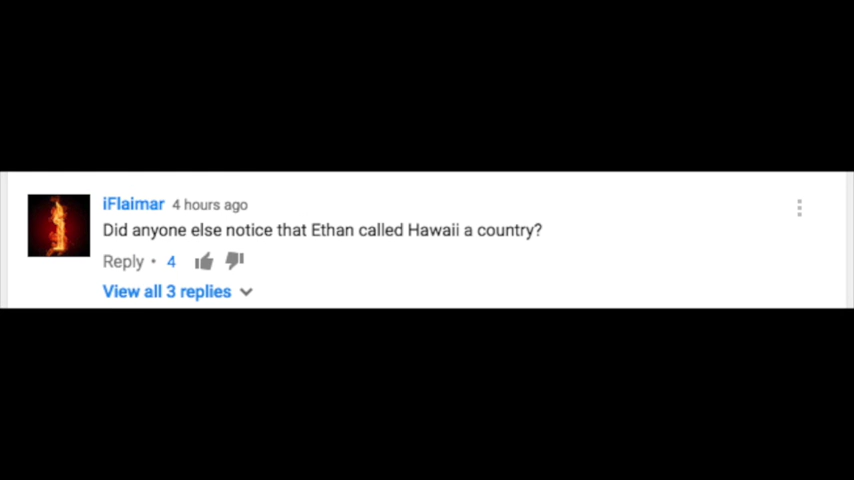 iFlaimar 4 hours ago
Did anyone else notice that Ethan called Hawaii a country?
Reply • 4
View all 3 replies